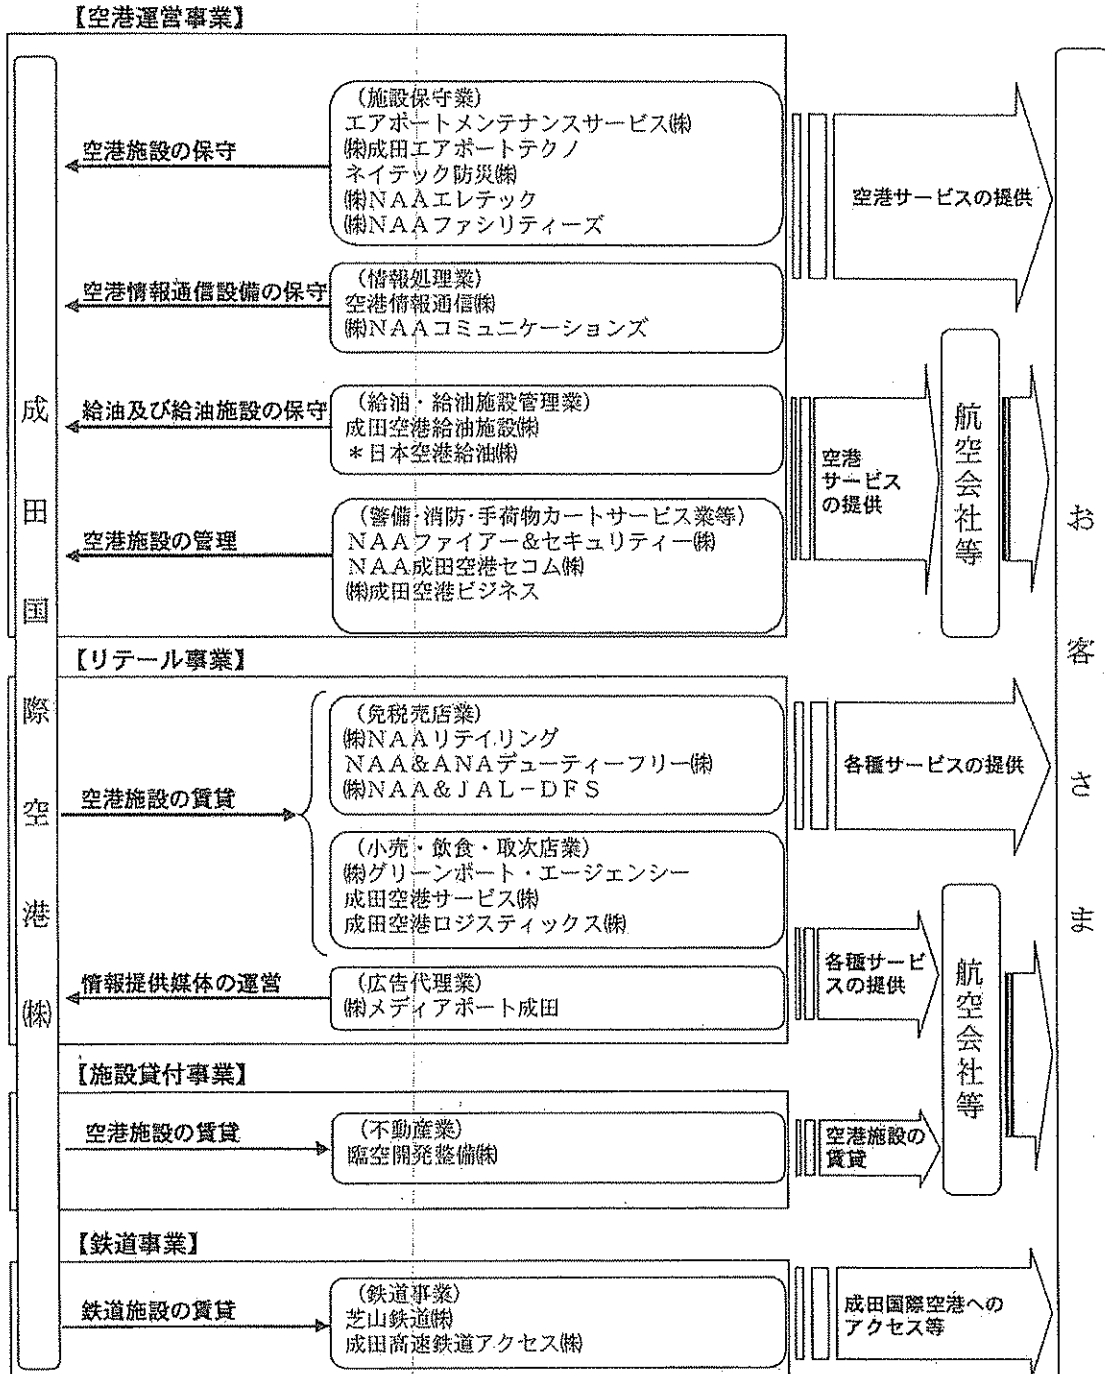 【空港運営事業】
成田国際空港㈱
空港施設の保守
（施設保守業）
エアポートメンテナンスサービス㈱
㈱成田エアポートテクノ
ネイテック防災㈱
㈱ＮＡＡエレテック
㈱ＮＡＡファシリティーズ
空港サービスの提供
空港情報通信設備の保守
（情報処理業）
空港情報通信㈱
㈱ＮＡＡコミュニケーションズ
給油及び給油施設の保守
（給油・給油施設管理業）
成田空港給油施設㈱
＊日本空港給油㈱
空港
サービス
の提供
航空会社等
空港施設の管理
（警備・消防・手荷物カートサービス業等）
ＮＡＡファイアー＆セキュリティー㈱
ＮＡＡ成田空港セコム㈱
㈱成田空港ビジネス
お客さま
【リテール事業】
空港施設の賃貸
（免税売店業）
㈱ＮＡＡリテイリング
ＮＡＡ＆ＡＮＡデューティーフリー㈱
㈱ＮＡＡ＆ＪＡＬ－ＤＦＳ
各種サービスの提供
（小売・飲食・取次店業）
㈱グリーンポート・エージェンシー
成田空港サービス㈱
成田空港ロジスティックス㈱
情報提供媒体の運営
（広告代理業）
㈱メディアポート成田
各種サービ
スの提供
航空会社等
【施設貸付事業】
空港施設の賃貸
（不動産業）
臨空開発整備㈱
空港施設の
賃貸
【鉄道事業】
鉄道施設の賃貸
（鉄道事業）
芝山鉄道㈱
成田高速鉄道アクセス㈱
成田国際空港への
アクセス等